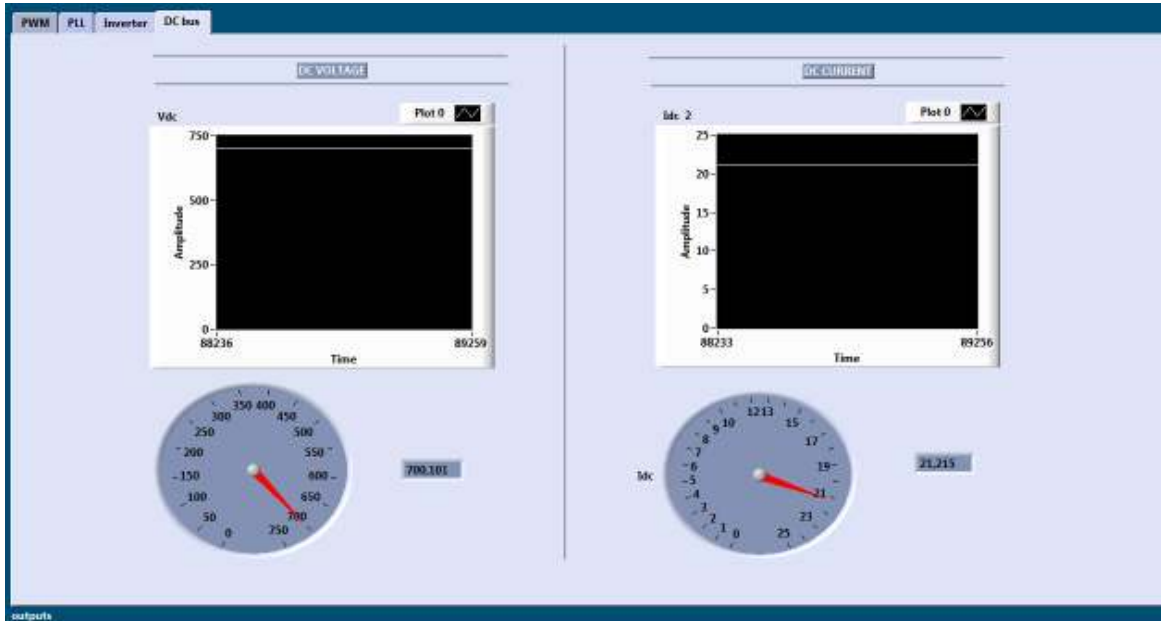 PWM PLL Inverter DC bus
DC VOLTAGE
Vdc Plot 0
750
500
250
0
Amplitude
88236 89259
Time
0 50 100 150 200 250 300 350 400 450 500 550 600 650 700 750
700,101
DC CURRENT
Idc 2 Plot 0
25
20
15
10
5
0
Amplitude
88233 89256
Time
Idc
0 1 2 3 4 5 6 7 8 9 10 12 13 15 17 19 21 23 25
21,215
outputs